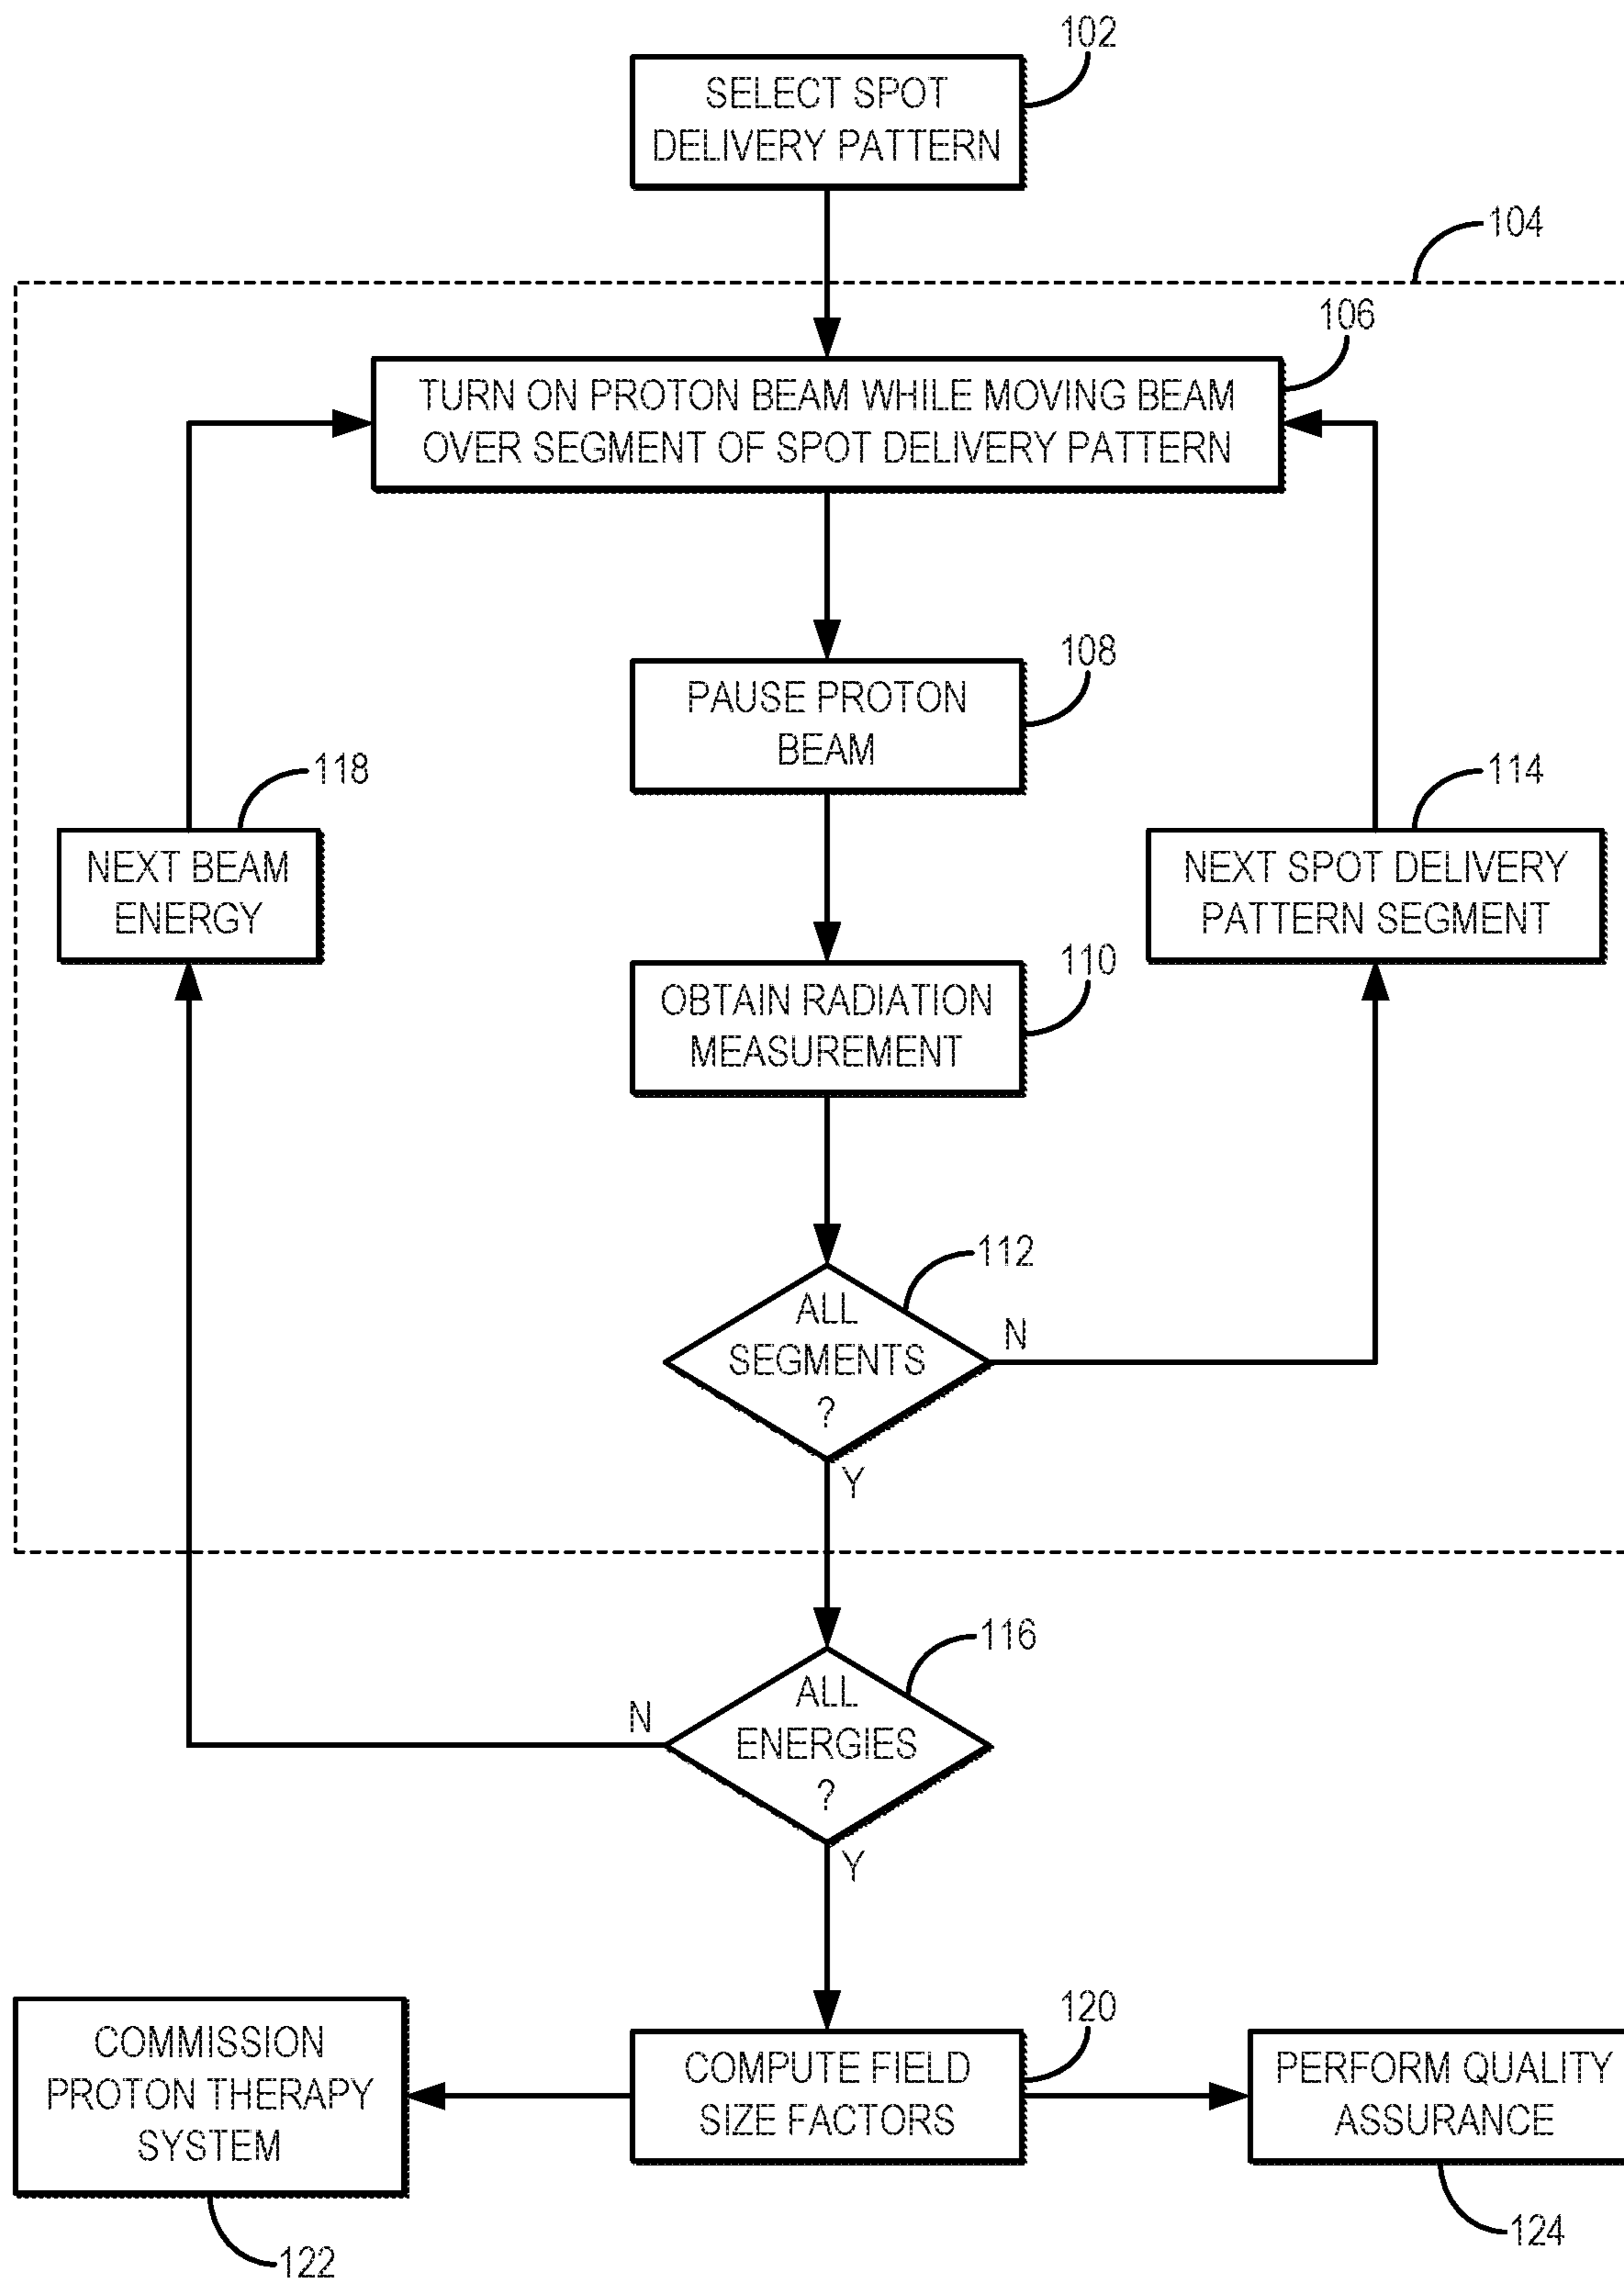 102
SELECT SPOT
DELIVERY PATTERN
104
106
TURN ON PROTON BEAM WHILE MOVING BEAM
OVER SEGMENT OF SPOT DELIVERY PATTERN
108
PAUSE PROTON
BEAM
118
NEXT BEAM
ENERGY
114
NEXT SPOT DELIVERY
PATTERN SEGMENT
110
OBTAIN RADIATION
MEASUREMENT
112
ALL
SEGMENTS
?
N
Y
116
ALL
ENERGIES
?
N
Y
120
COMMISSION
PROTON THERAPY
SYSTEM
122
COMPUTE FIELD
SIZE FACTORS
PERFORM QUALITY
ASSURANCE
124